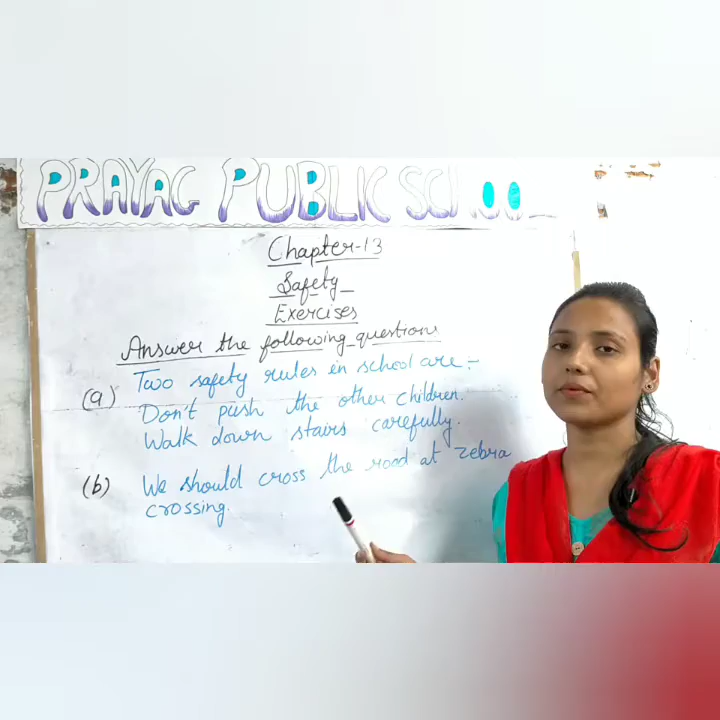 PRAYAG PUBLIC
Chapter-13
Safety
Exercises
Answer the following questions
(a) Two safety rules in school are :-
Don't push the other children.
Walk down stairs carefully.
(b) We should cross the road at zebra
crossing.